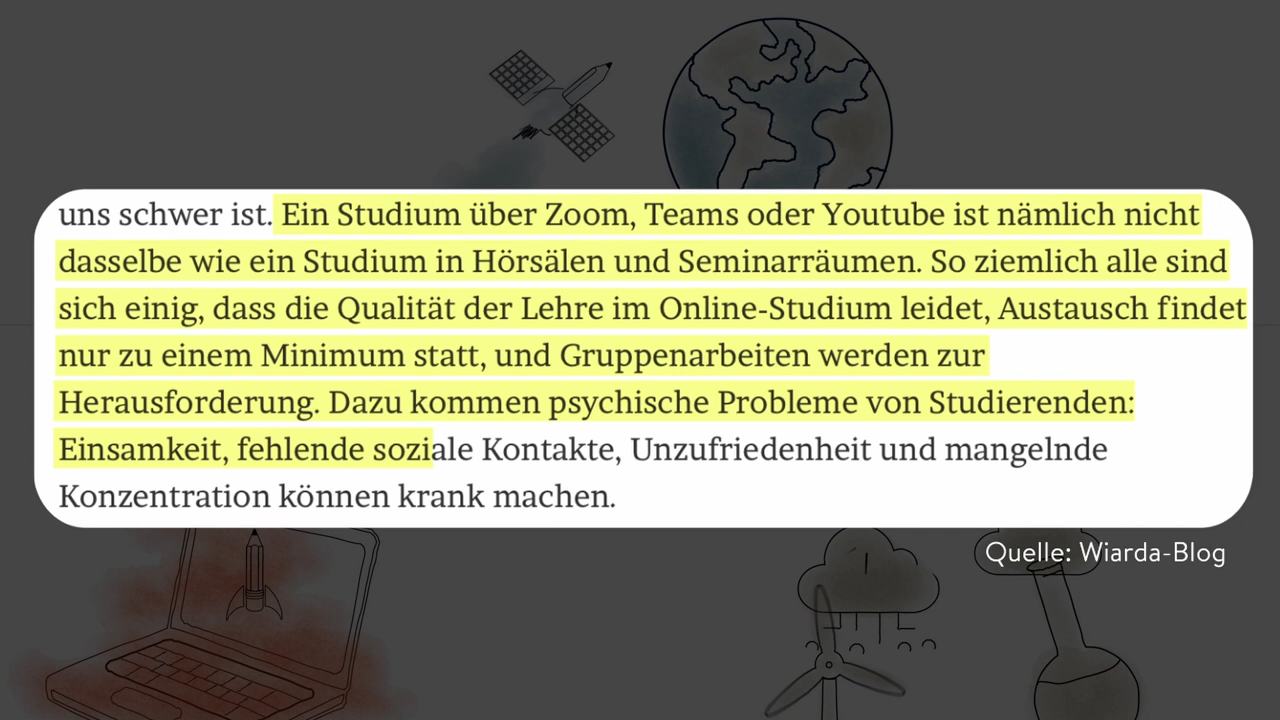 uns schwer ist. Ein Studium über Zoom, Teams oder Youtube ist nämlich nicht
dasselbe wie ein Studium in Hörsälen und Seminarräumen. So ziemlich alle sind
sich einig, dass die Qualität der Lehre im Online-Studium leidet, Austausch findet
nur zu einem Minimum statt, und Gruppenarbeiten werden zur
Herausforderung. Dazu kommen psychische Probleme von Studierenden:
Einsamkeit, fehlende soziale Kontakte, Unzufriedenheit und mangelnde
Konzentration können krank machen.
Quelle: Wiarda-Blog